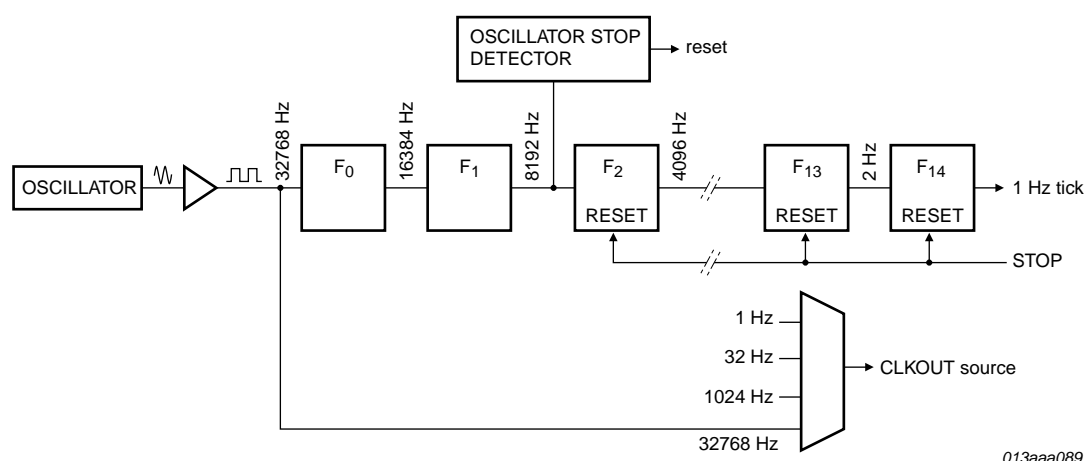 OSCILLATOR STOP
DETECTOR
reset
OSCILLATOR
32768 Hz
F0
16384 Hz
F1
8192 Hz
F2
RESET
4096 Hz
F13
RESET
2 Hz
F14
RESET
1 Hz tick
STOP
1 Hz
32 Hz
1024 Hz
32768 Hz
CLKOUT source
013aaa089